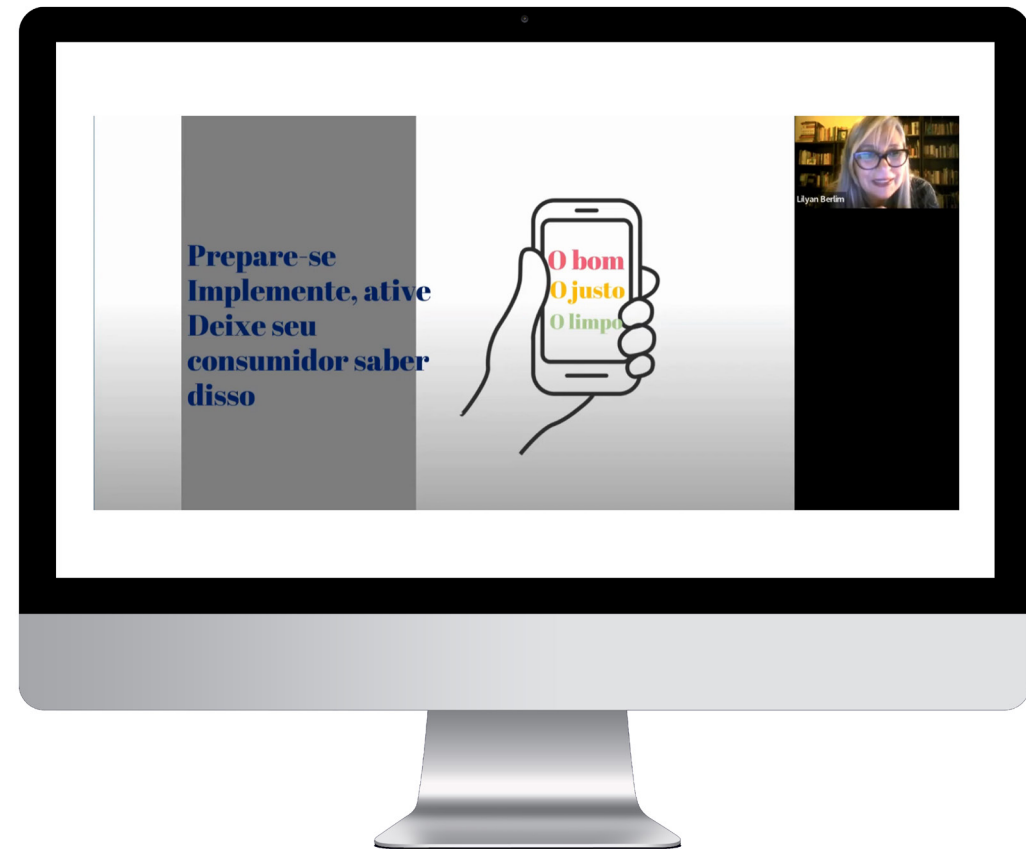 Prepare-se
Implemente, ative
Deixe seu
consumidor saber
disso
O bom
O justo
O limpo
Lilyan Berlim